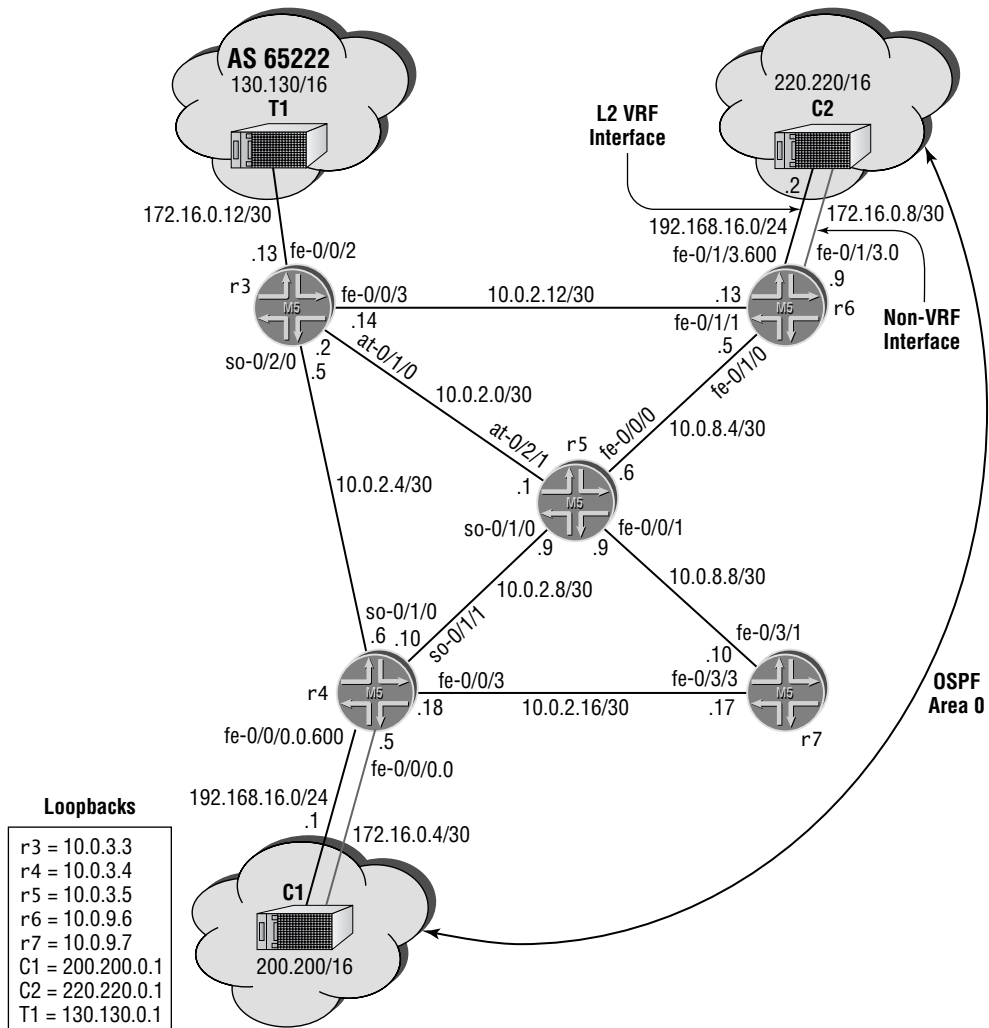 AS 65222
130.130/16
T1
220.220/16
C2
L2 VRF
Interface
.2
172.16.0.12/30
192.168.16.0/24
172.16.0.8/30
.13
fe-0/0/2
fe-0/1/3.600
fe-0/1/3.0
r3
M5
fe-0/0/3
10.0.2.12/30
.13
M5
.9
r6
.14
fe-0/1/1
Non-VRF
Interface
so-0/2/0
.2
.5
at-0/1/0
.5
fe-0/1/0
10.0.2.0/30
fe-0/0/0
10.0.8.4/30
at-0/2/1
r5
.6
10.0.2.4/30
.1
M5
so-0/1/0
fe-0/0/1
.9
.9
10.0.8.8/30
10.0.2.8/30
so-0/1/0
.6
.10
so-0/1/1
fe-0/3/1
.10
r4
M5
fe-0/0/3
fe-0/3/3
M5
.18
10.0.2.16/30
.17
r7
OSPF
Area 0
fe-0/0/0.0.600
.5
fe-0/0/0.0
192.168.16.0/24
.1
172.16.0.4/30
C1
200.200/16
Loopbacks
r3 = 10.0.3.3
r4 = 10.0.3.4
r5 = 10.0.3.5
r6 = 10.0.9.6
r7 = 10.0.9.7
C1 = 200.200.0.1
C2 = 220.220.0.1
T1 = 130.130.0.1